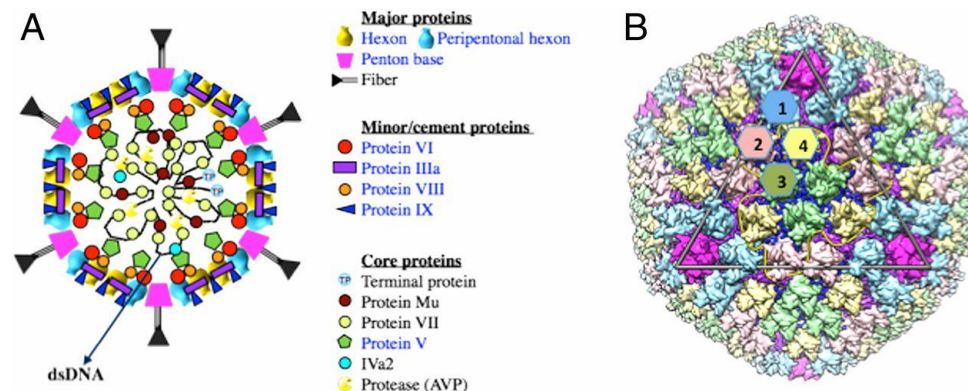 A
TP
TP
dsDNA
Major proteins
Hexon Peripentonal hexon
Penton base
Fiber
Minor/cement proteins
Protein VI
Protein IIIa
Protein VIII
Protein IX
Core proteins
TP Terminal protein
Protein Mu
Protein VII
Protein V
IVa2
Protease (AVP)
B
1
2 4
3